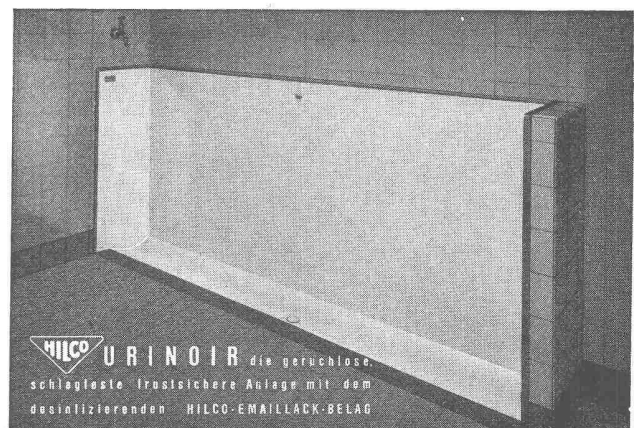 HILCO URINOIR die geruchlose,
schlagfeste frostsichere Anlage mit dem
desinfizierenden HILCO-EMAILLACK-BELAG